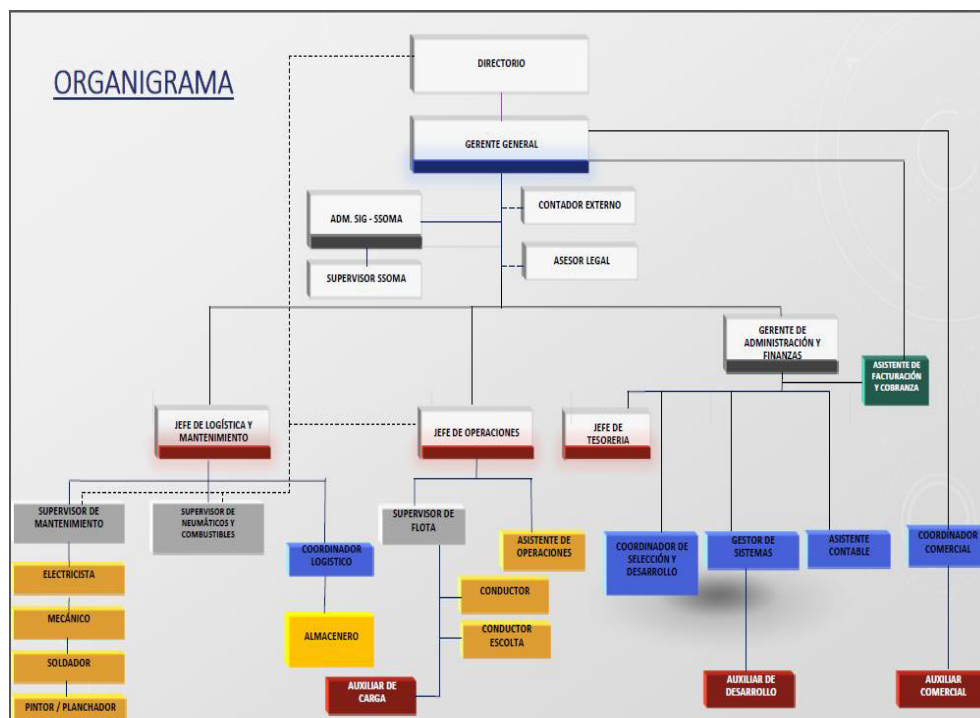 ORGANIGRAMA
DIRECTORIO
GERENTE GENERAL
ADM. SIG - SSOMA
CONTADOR EXTERNO
SUPERVISOR SSOMA
ASESOR LEGAL
GERENTE DE
ADMINISTRACIÓN Y
FINANZAS
ASISTENTE DE
FACTURACIÓN
Y COBRANZA
JEFE DE LOGÍSTICA Y
MANTENIMIENTO
JEFE DE OPERACIONES
JEFE DE
TESORERIA
SUPERVISOR DE
MANTENIMIENTO
SUPERVISOR DE
NEUMÁTICOS Y
COMBUSTIBLES
COORDINADOR
LOGISTICO
SUPERVISOR DE
FLOTA
ASISTENTE DE
OPERACIONES
COORDINADOR DE
SELECCIÓN Y
DESARROLLO
GESTOR DE
SISTEMAS
ASISTENTE
CONTABLE
COORDINADOR
COMERCIAL
ELECTRICISTA
MECÁNICO
SOLDADOR
PINTOR / PLANCHADOR
ALMACENERO
CONDUCTOR
CONDUCTOR
ESCOLTA
AUXILIAR DE
CARGA
AUXILIAR DE
DESARROLLO
AUXILIAR
COMERCIAL